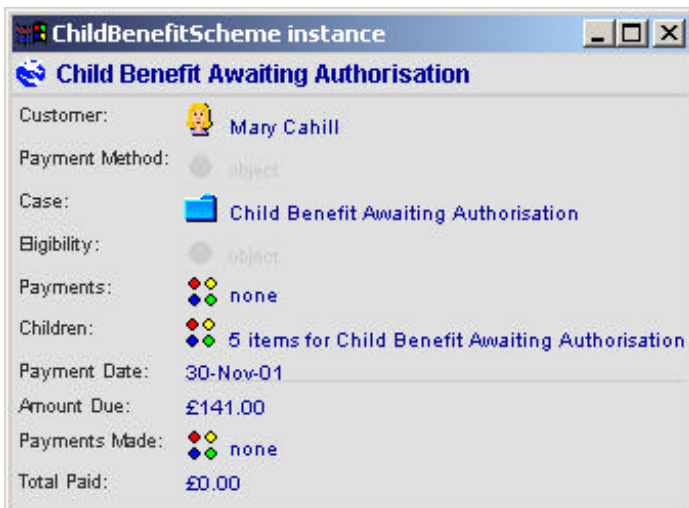 ChildBenefitScheme instance
Child Benefit Awaiting Authorisation
Customer: Mary Cahill
Payment Method: object
Case: Child Benefit Awaiting Authorisation
Eligibility: object
Payments: none
Children: 5 items for Child Benefit Awaiting Authorisation
Payment Date: 30-Nov-01
Amount Due: £141.00
Payments Made: none
Total Paid: £0.00